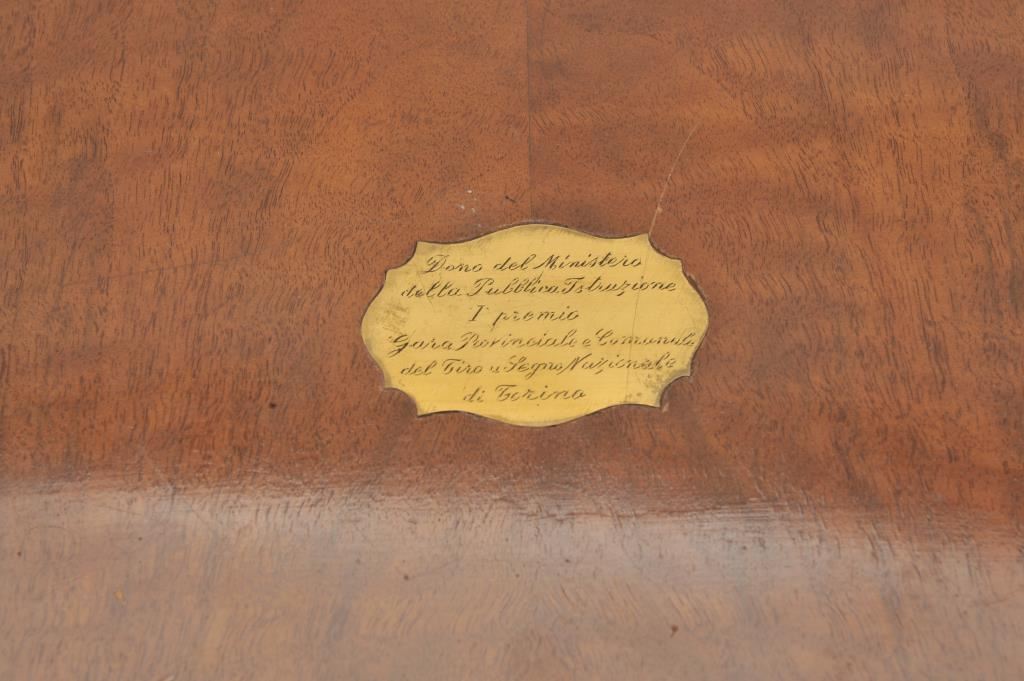 Dono del Ministero
della Pubblica Istruzione
I premio
Gara Provinciale e Comunale
del Tiro a Segno Nazionale
di Torino